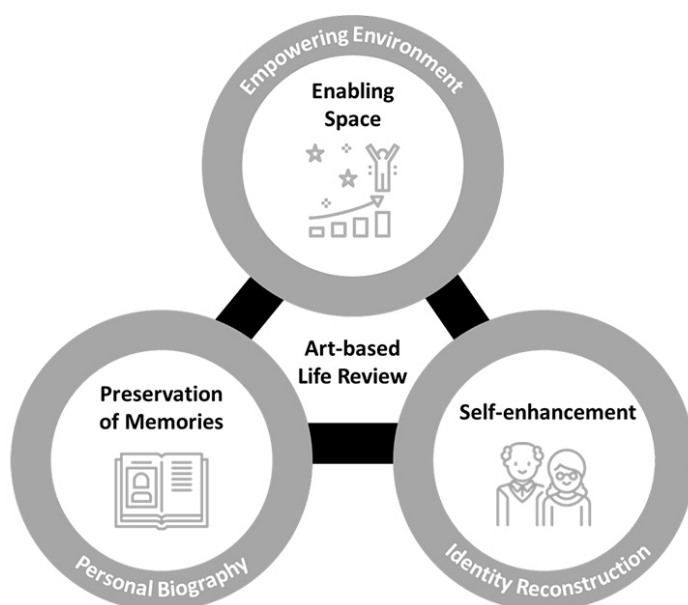 Empowering Environment
Enabling
Space
Art-based
Life Review
Preservation
of Memories
Personal Biography
Self-enhancement
Identity Reconstruction